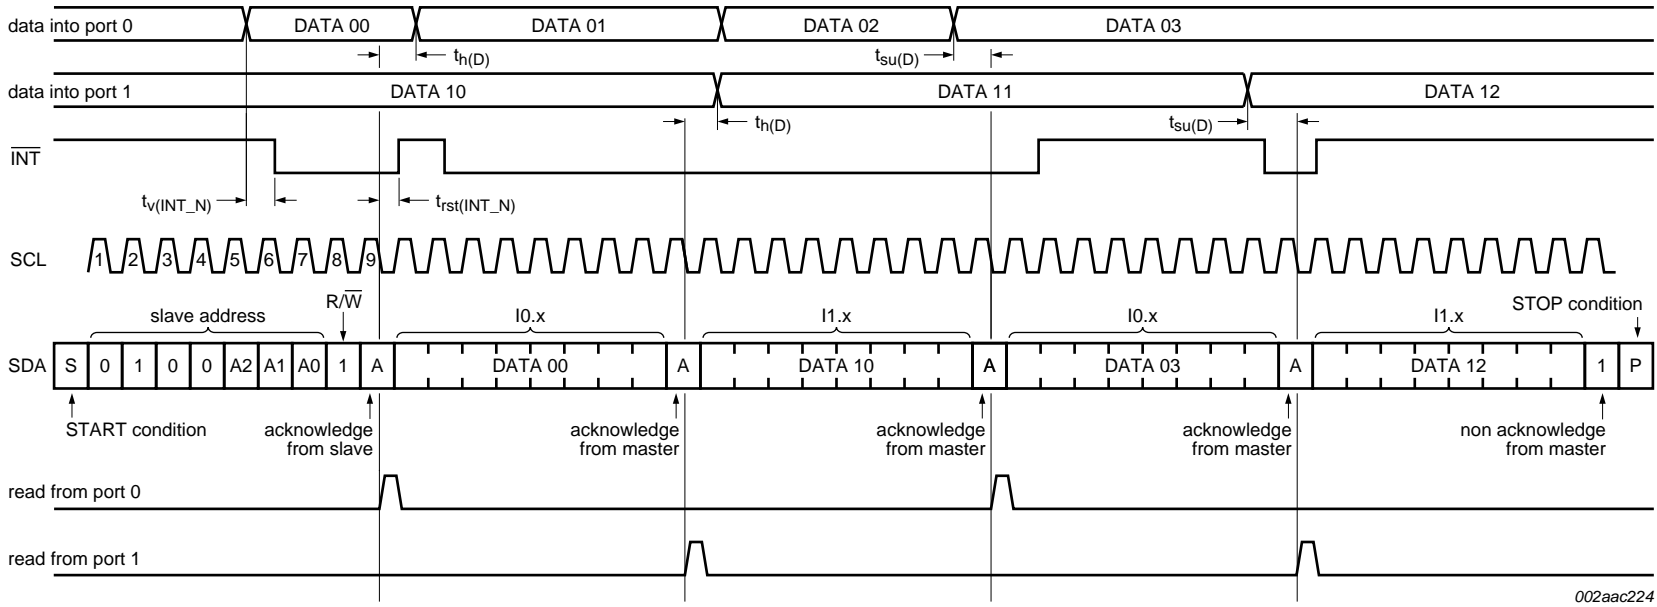 data into port 0 DATA 00 DATA 01 DATA 02 DATA 03
th(D) tsu(D)
data into port 1 DATA 10 DATA 11 DATA 12
th(D) tsu(D)
INT
tv(INT_N) trst(INT_N)
SCL 1 2 3 4 5 6 7 8 9
R/W STOP condition
slave address I0.x I1.x I0.x I1.x
SDA S 0 1 0 0 A2 A1 A0 1 A DATA 00 A DATA 10 A DATA 03 A DATA 12 1 P
START condition acknowledge acknowledge acknowledge acknowledge non acknowledge
from slave from master from master from master from master
read from port 0
read from port 1
002aac224